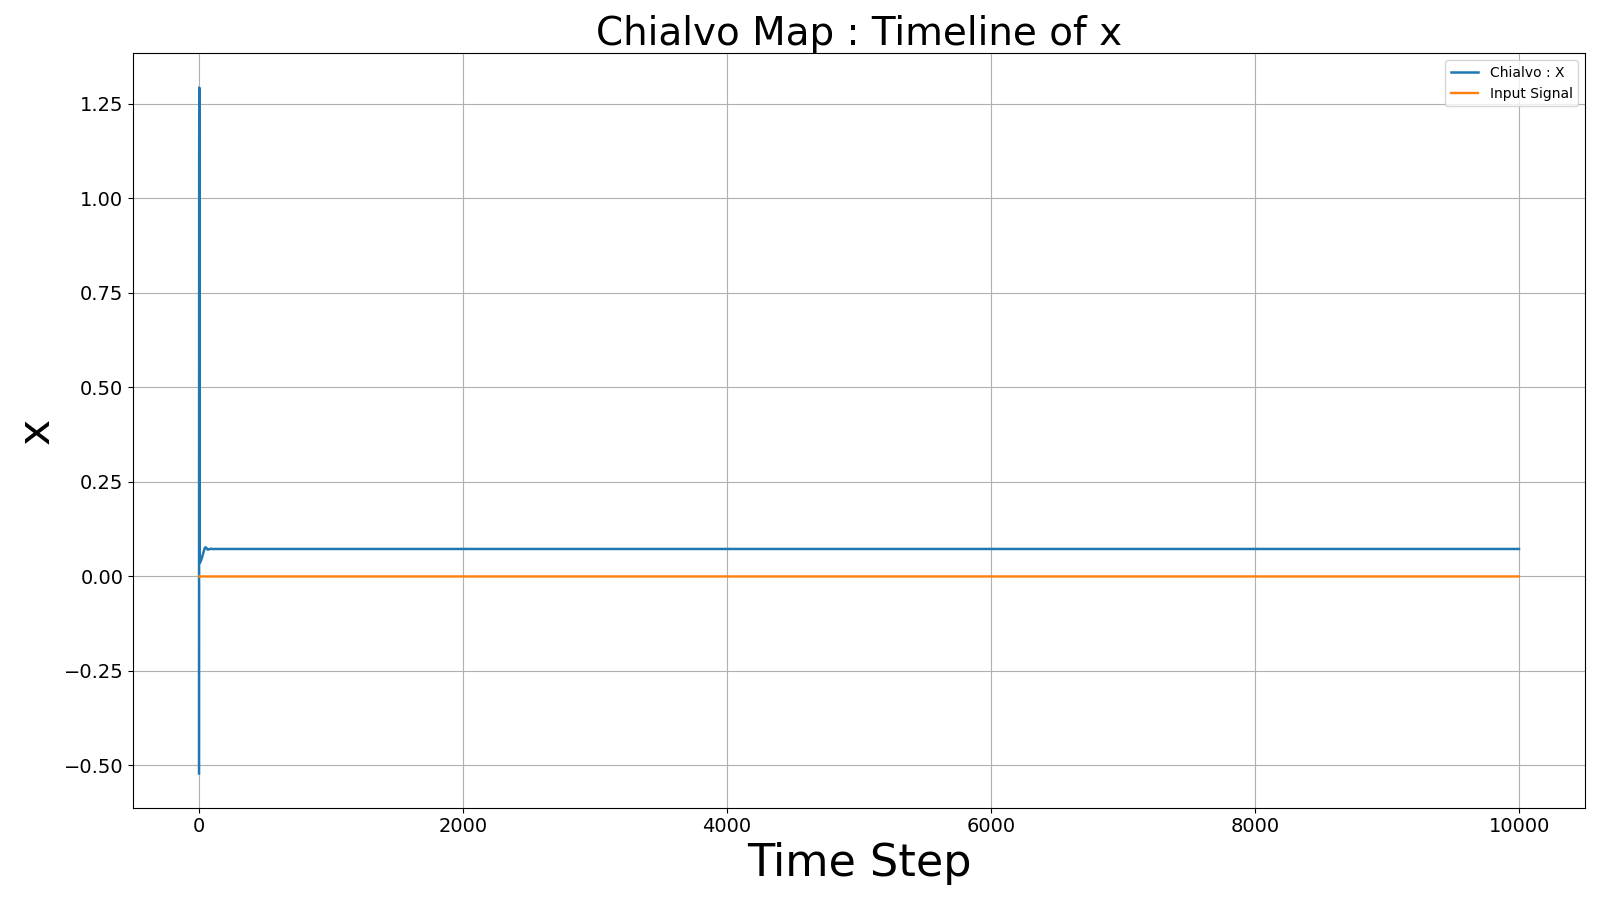 Chialvo Map : Timeline of x
Chialvo : X
Input Signal
1.25
1.00
0.75
0.50
0.25
0.00
−0.25
−0.50
x
0 2000 4000 6000 8000 10000
Time Step